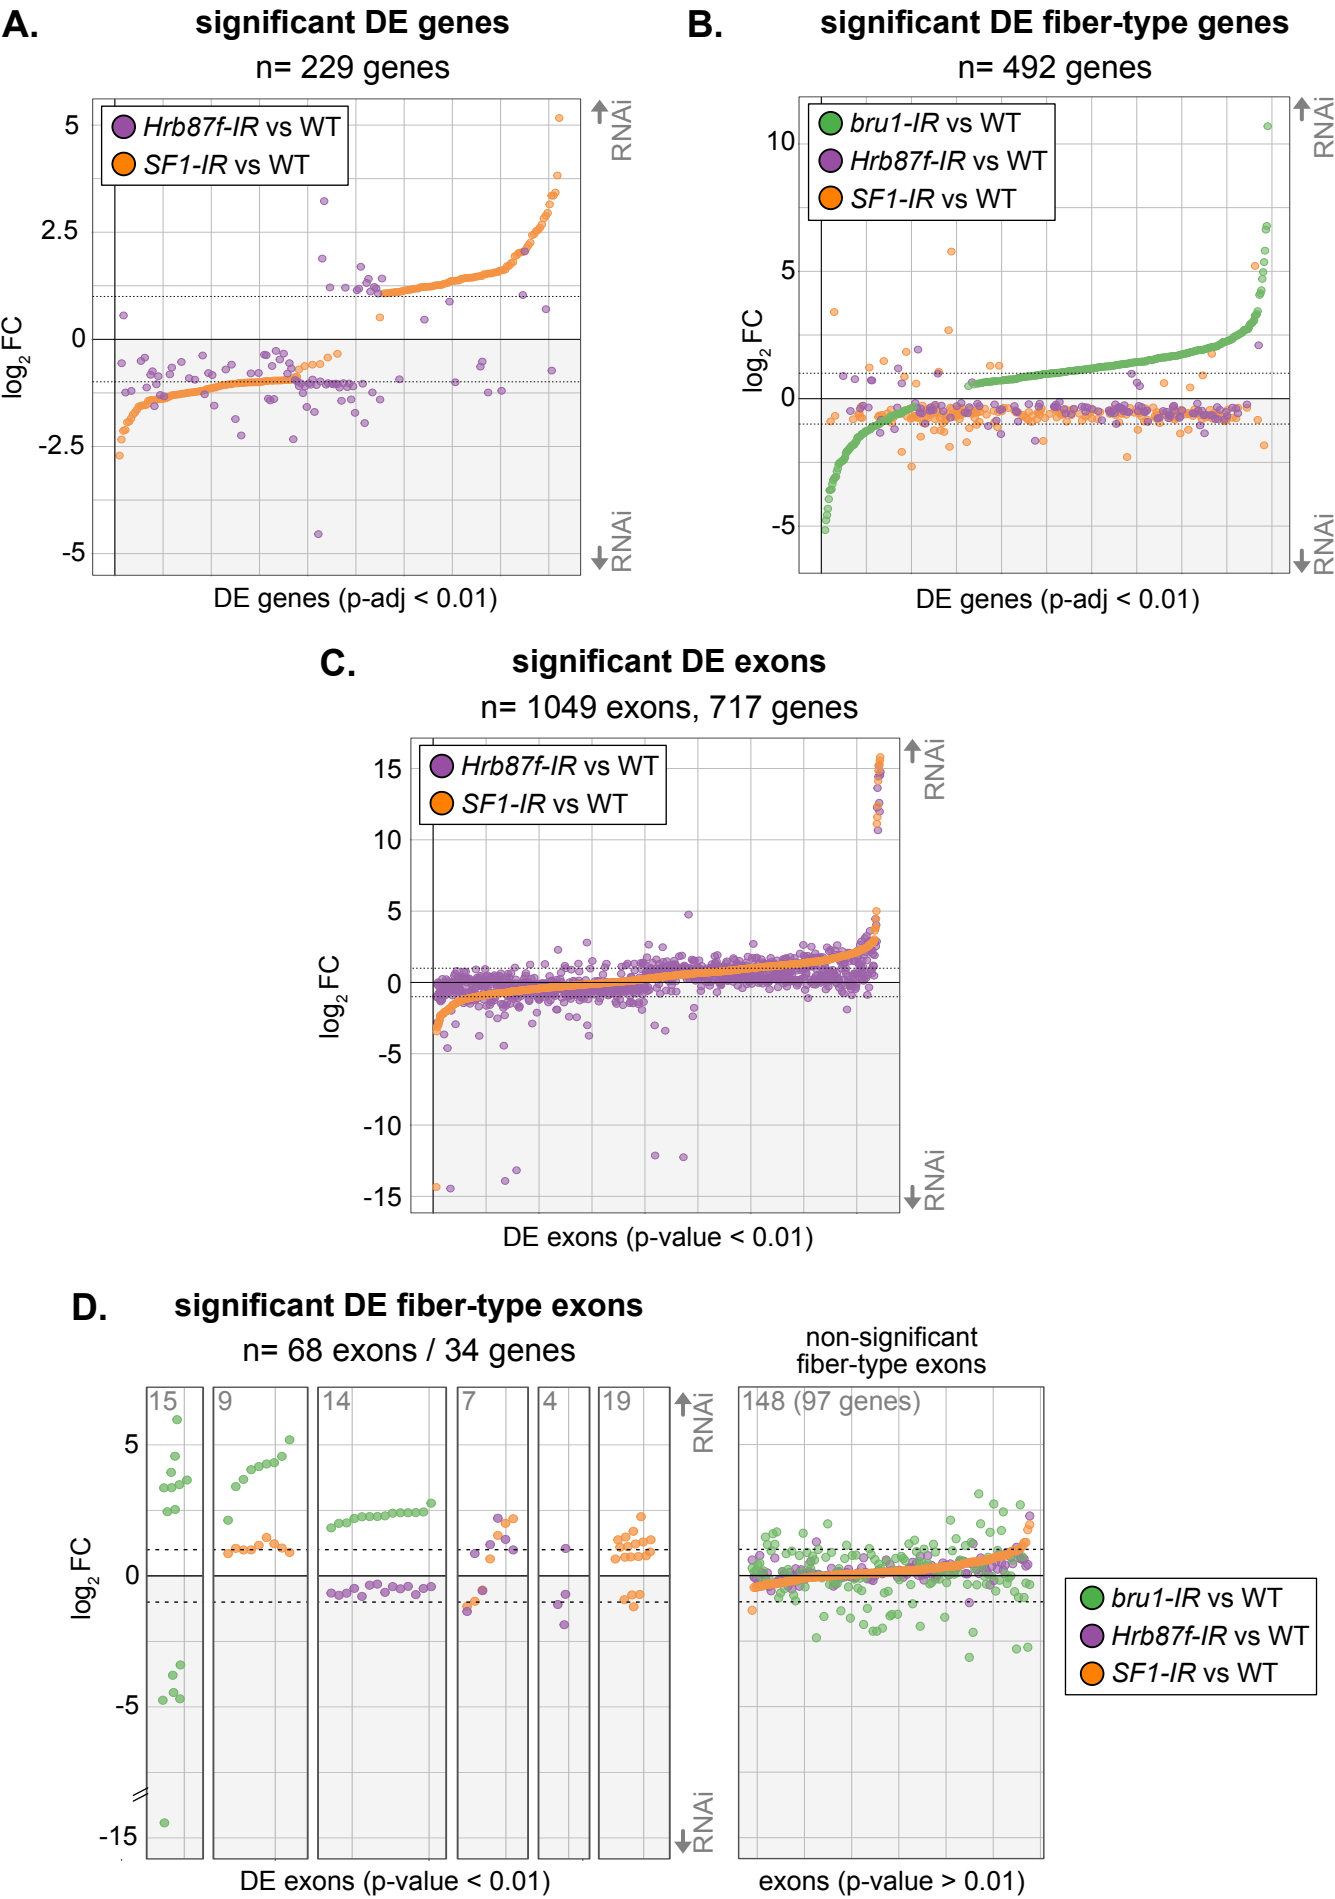 A.
significant DE genes
n= 229 genes
Hrb87f-IR vs WT
SF1-IR vs WT
5
2.5
0
-2.5
-5
log2 FC
RNAi
RNAi
DE genes (p-adj < 0.01)
B.
significant DE fiber-type genes
n= 492 genes
bru1-IR vs WT
Hrb87f-IR vs WT
SF1-IR vs WT
10
5
0
-5
log2 FC
RNAi
RNAi
DE genes (p-adj < 0.01)
C.
significant DE exons
n= 1049 exons, 717 genes
Hrb87f-IR vs WT
SF1-IR vs WT
15
10
5
0
-5
-10
-15
log2 FC
RNAi
RNAi
DE exons (p-value < 0.01)
D.
significant DE fiber-type exons
n= 68 exons / 34 genes
15
9
14
7
4
19
5
0
-5
-15
log2 FC
RNAi
RNAi
DE exons (p-value < 0.01)
non-significant
fiber-type exons
148 (97 genes)
exons (p-value > 0.01)
bru1-IR vs WT
Hrb87f-IR vs WT
SF1-IR vs WT